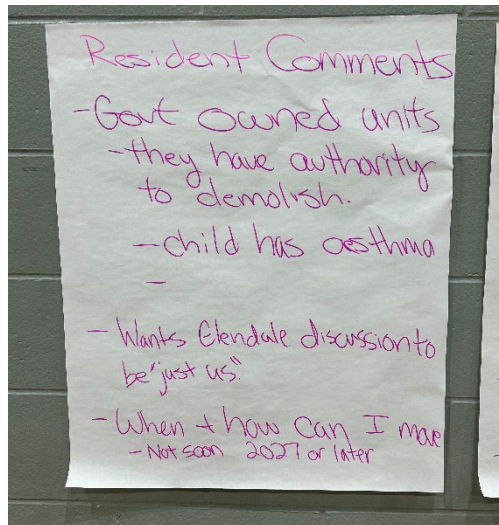 Resident Comments
- Govt owned units
- they have authority
to demolish.
- child has asthma
-
- Wants Glendale discussion to
be "just us."
- When + how can I move
- Not soon 2027 or later